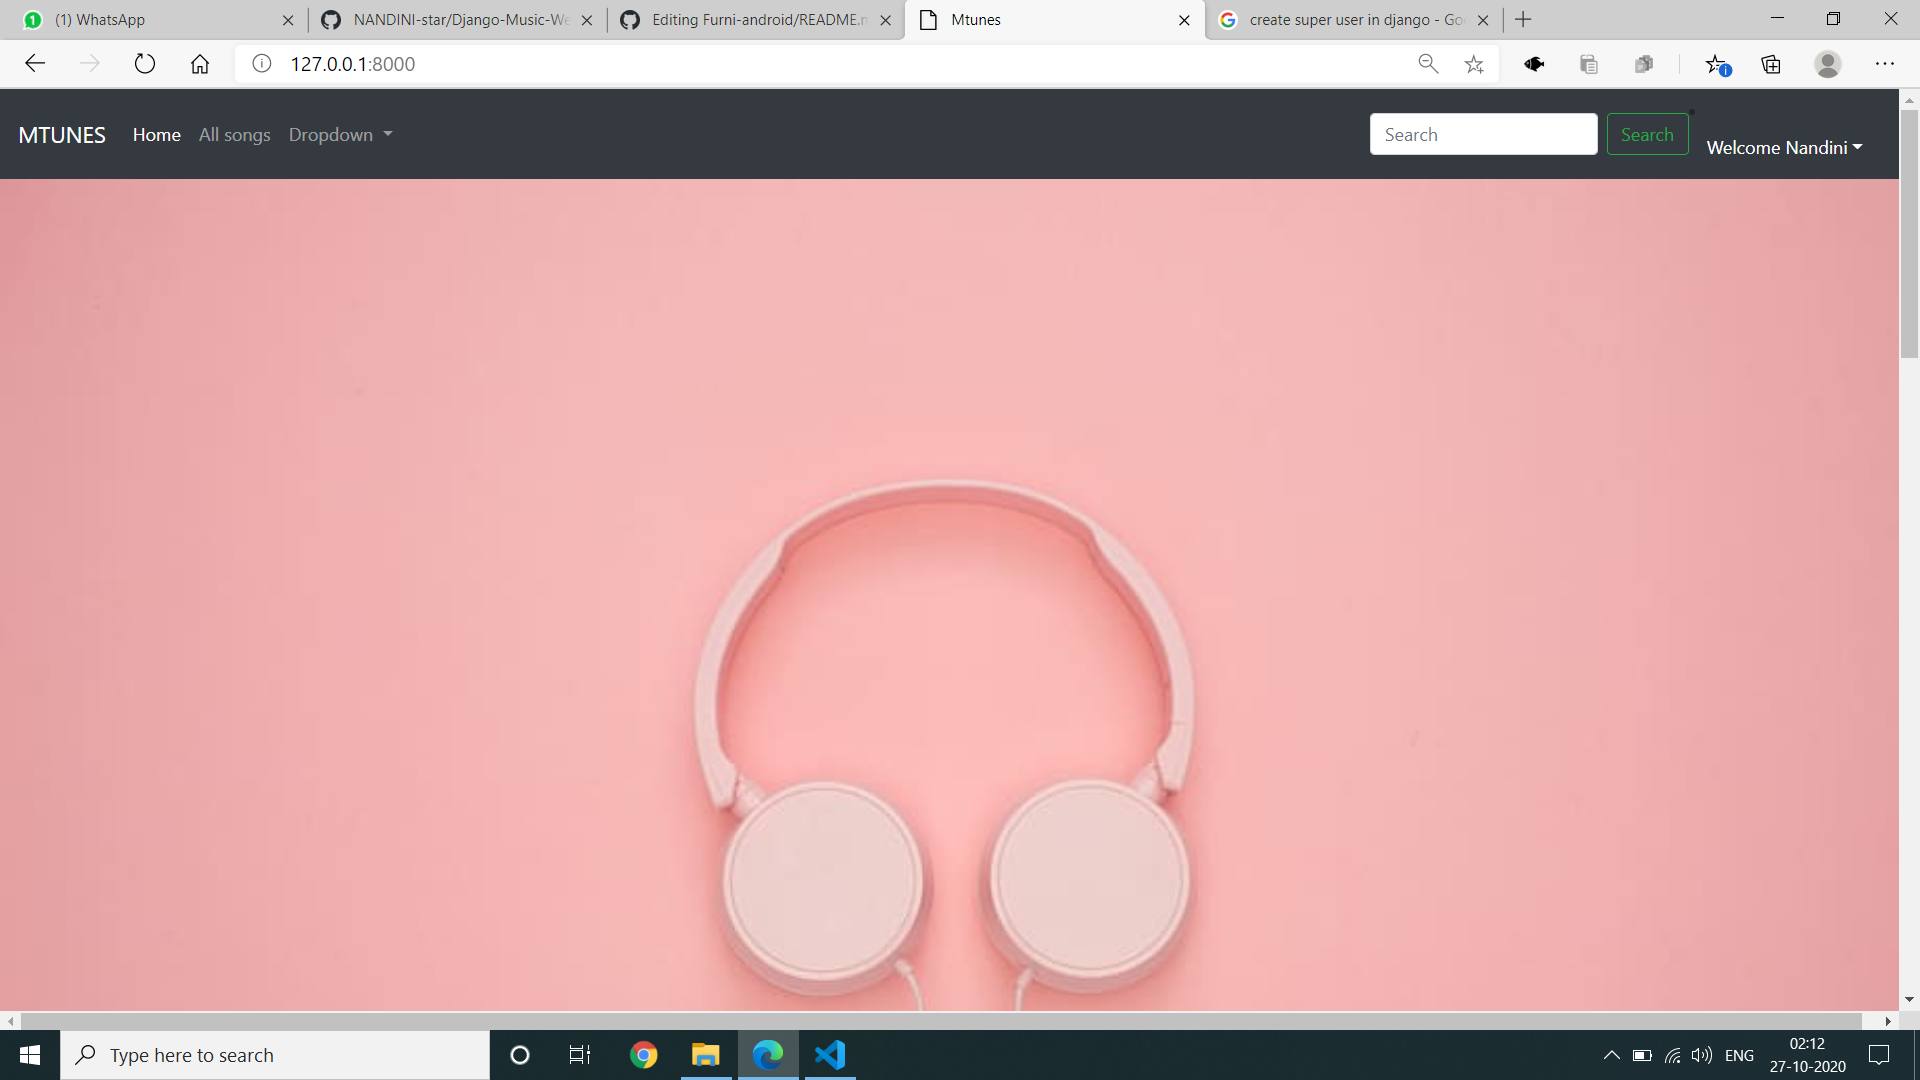 (1) WhatsApp
NANDINI-star/Django-Music-We
Editing Furni-android/README.m
Mtunes
create super user in django - Goo
127.0.0.1:8000
MTUNES
Home
All songs
Dropdown
Search
Search
Welcome Nandini
Type here to search
ENG
02:12
27-10-2020